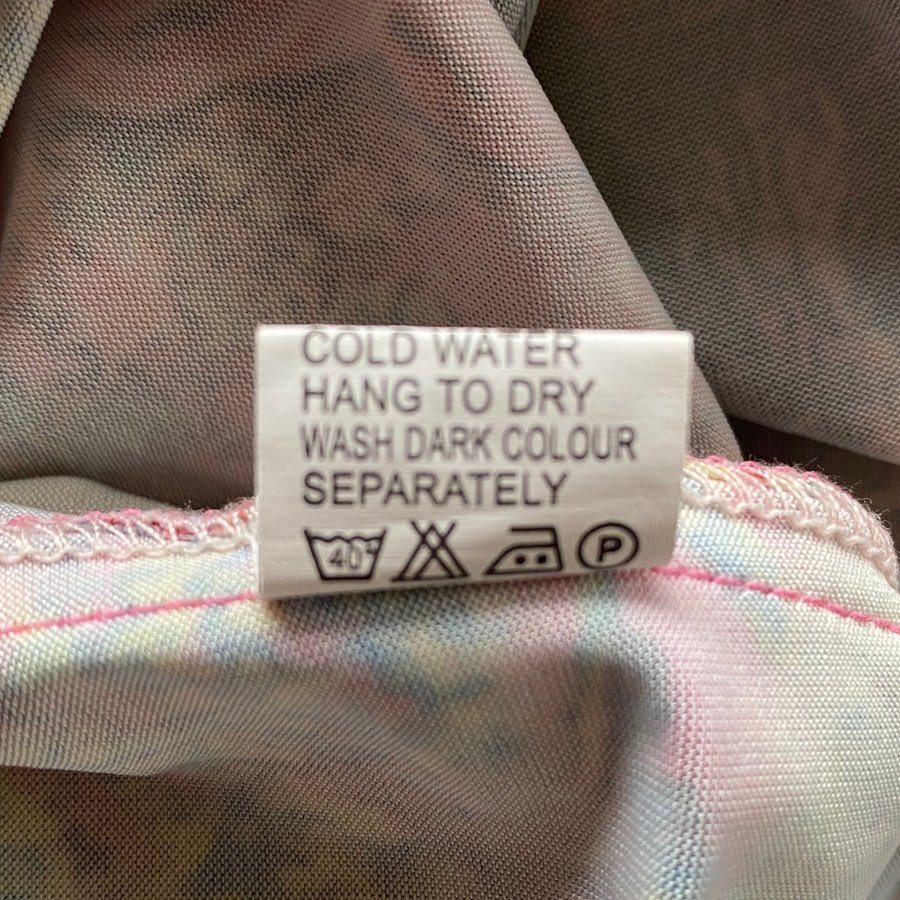 COLD WATER
HANG TO DRY
WASH DARK COLOUR
SEPARATELY
40° P